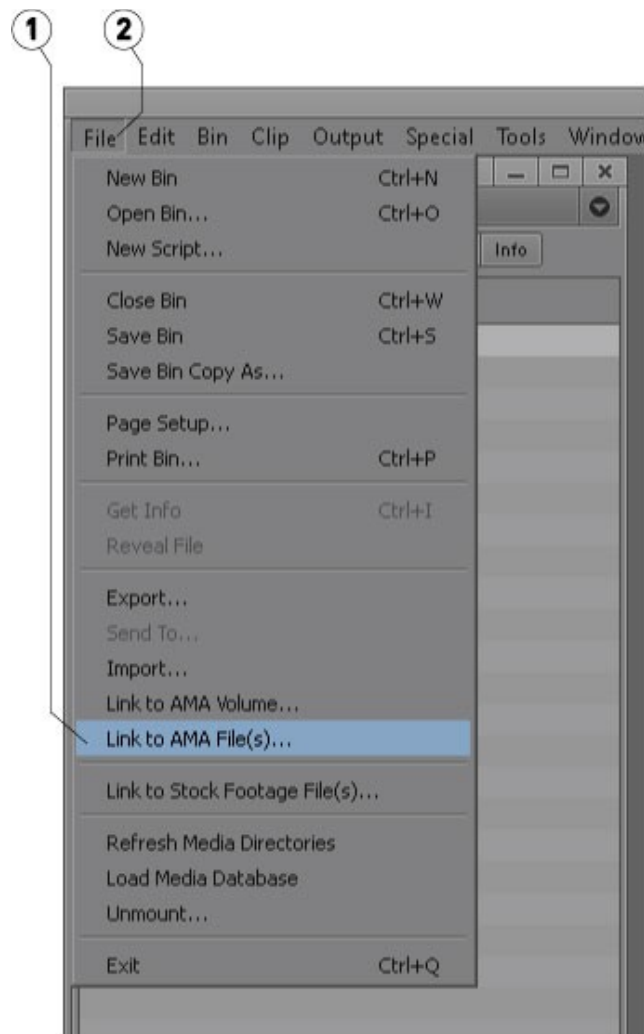 1 2
File Edit Bin Clip Output Special Tools Window
New Bin Ctrl+N
Open Bin... Ctrl+O
New Script...
Info
Close Bin Ctrl+W
Save Bin Ctrl+S
Save Bin Copy As...
Page Setup...
Print Bin... Ctrl+P
Get Info Ctrl+I
Reveal File
Export...
Send To...
Import...
Link to AMA Volume...
Link to AMA File(s)...
Link to Stock Footage File(s)...
Refresh Media Directories
Load Media Database
Unmount...
Exit Ctrl+Q